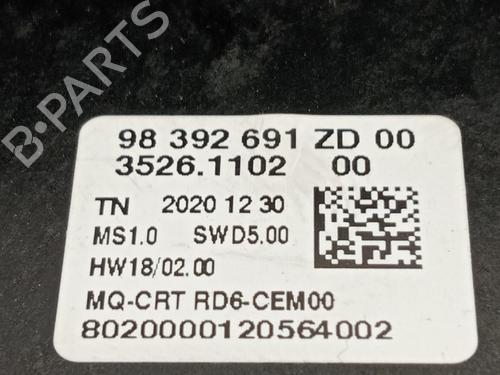 B-PARTS
98 392 691 ZD 00
3526.1102 00
TN 2020 12 30
MS1.0 SWD5.00
HW18/02.00
MQ-CRT RD6-CEM00
8020000120564002